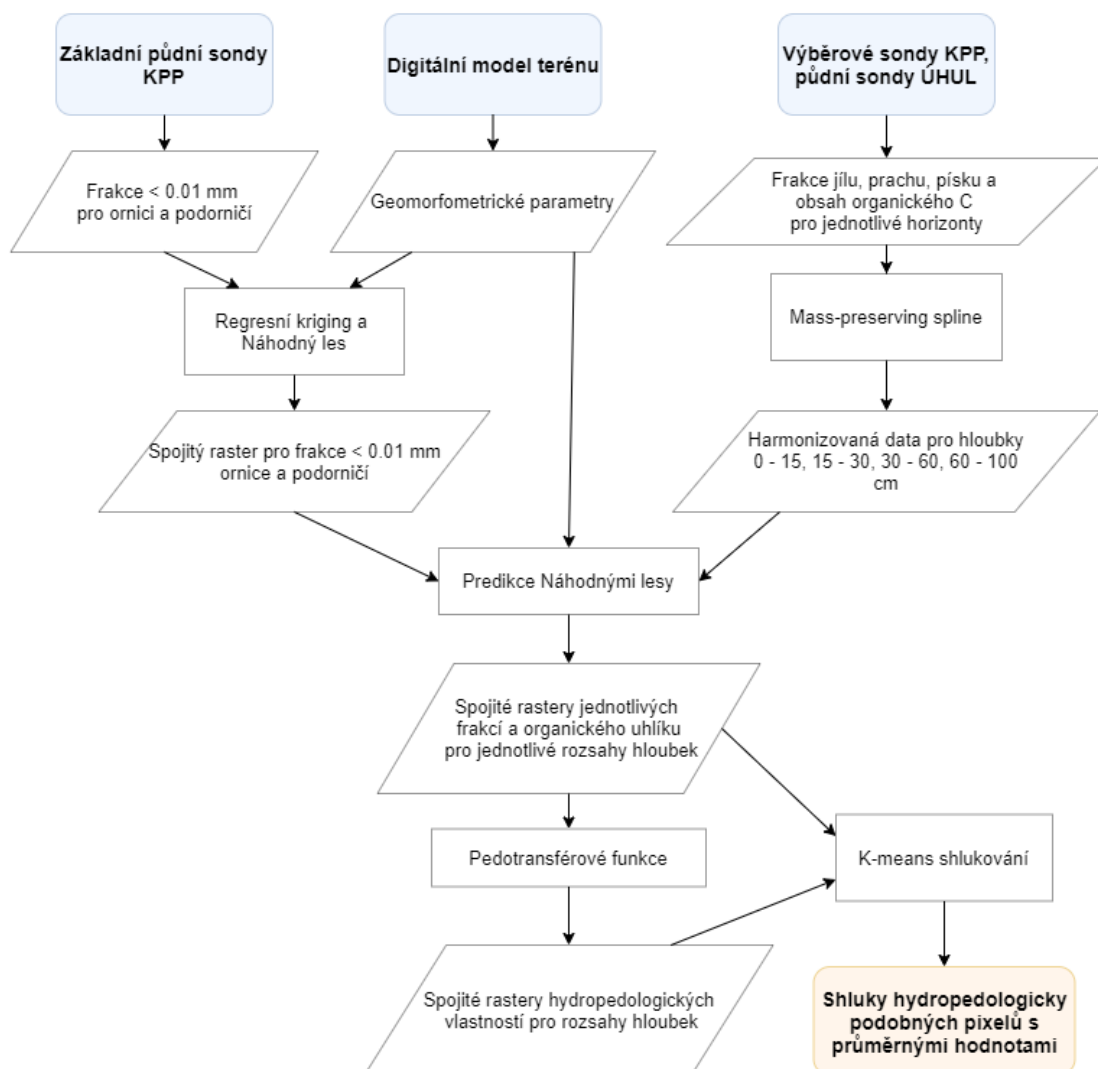 Základní půdní sondy
KPP
Digitální model terénu
Výběrové sondy KPP,
půdní sondy ÚHUL
Frakce < 0.01 mm
pro ornici a podorničí
Geomorfometrické parametry
Frakce jílu, prachu, písku a
obsah organického C
pro jednotlivé horizonty
Regresní kriging a
Náhodný les
Mass-preserving spline
Spojitý raster pro frakce < 0.01 mm
ornice a podorničí
Harmonizovaná data pro hloubky
0 - 15, 15 - 30, 30 - 60, 60 - 100
cm
Predikce Náhodnými lesy
Spojité rastery jednotlivých
frakcí a organického uhlíku
pro jednotlivé rozsahy hloubek
Pedotransférové funkce
K-means shlukování
Spojité rastery hydropedologických
vlastností pro rozsahy hloubek
Shluky hydropedologicky
podobných pixelů s
průměrnými hodnotami